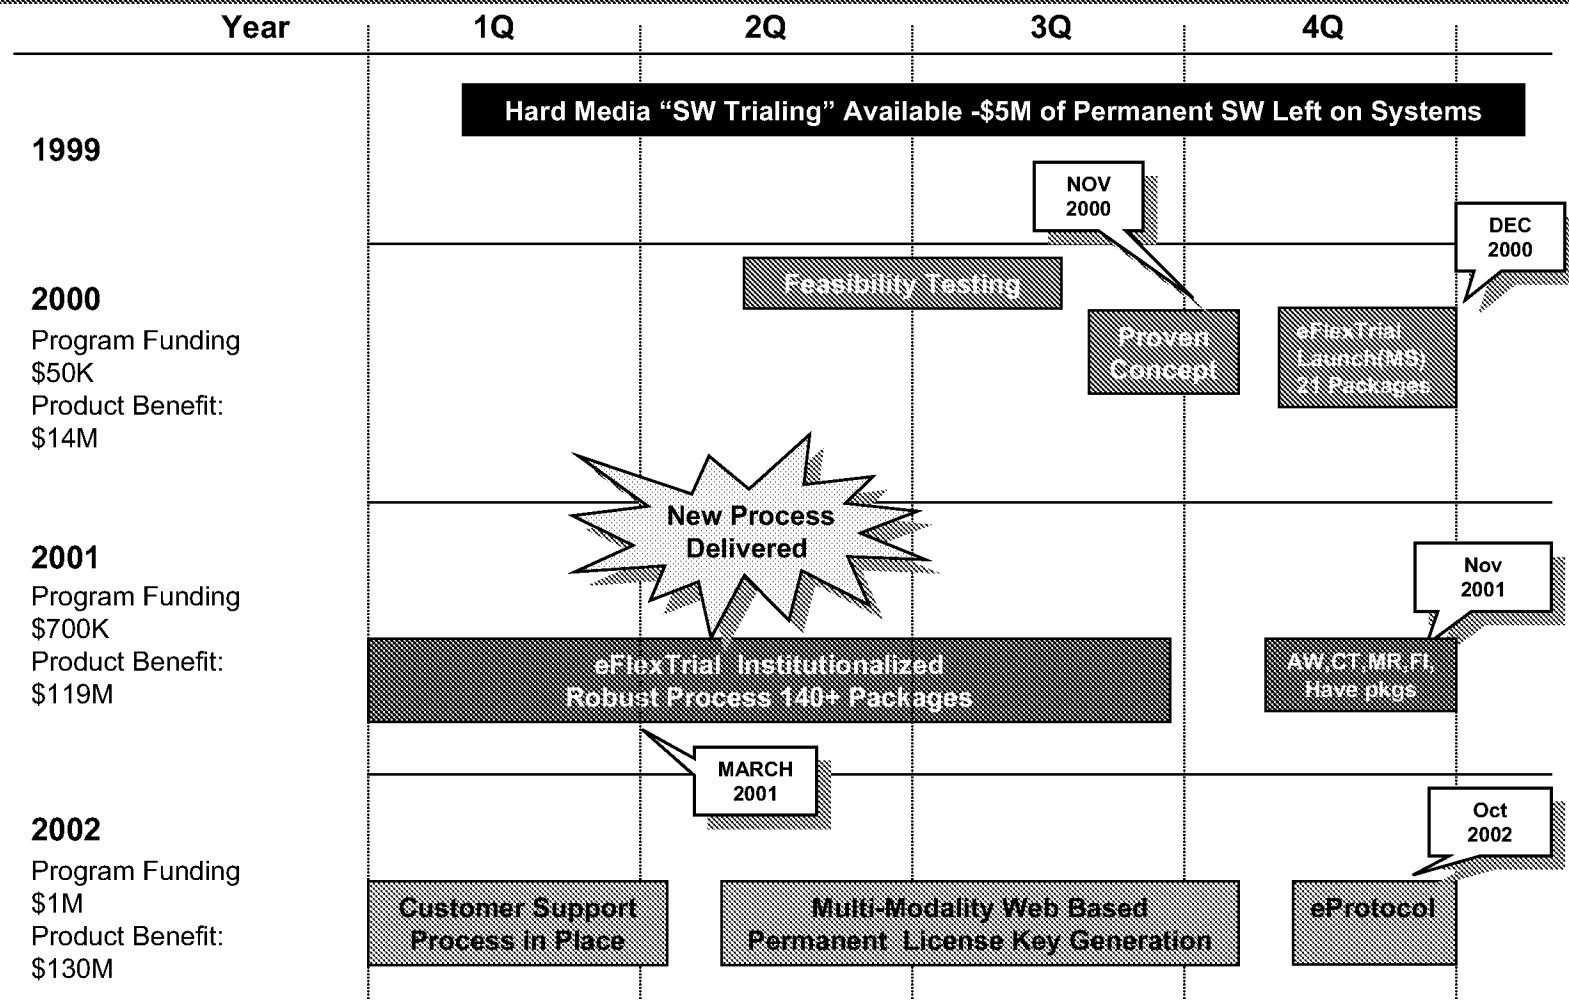 Year 1Q 2Q 3Q 4Q
Hard Media “SW Trialing” Available -$5M of Permanent SW Left on Systems
1999
NOV
2000
DEC
2000
2000
Program Funding
$50K
Product Benefit:
$14M
Feasibility Testing
Proven
Concept
eFlexTrial
Launch(MS)
21 Packages
New Process
Delivered
2001
Program Funding
$700K
Product Benefit:
$119M
Nov
2001
eFlexTrial Institutionalized
Robust Process 140+ Packages
AW,CT,MR,FI,
Have pkgs
MARCH
2001
2002
Program Funding
$1M
Product Benefit:
$130M
Oct
2002
Customer Support
Process in Place
Multi-Modality Web Based
Permanent License Key Generation
eProtocol